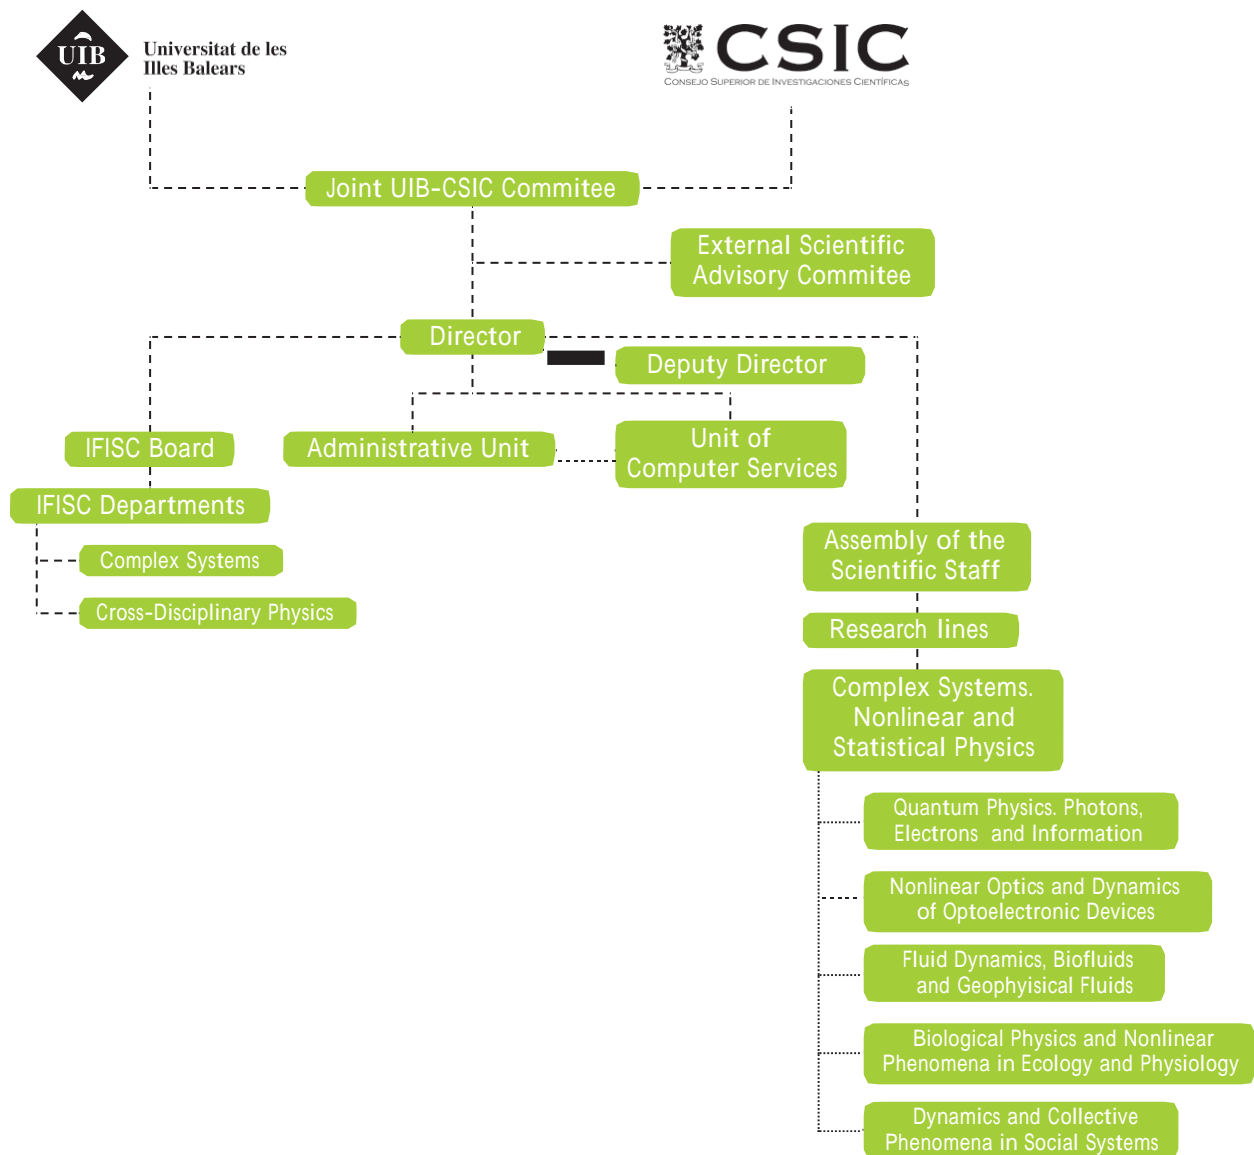 UIB
Universitat de les
Illes Balears
CSIC
Consejo Superior de Investigaciones Científicas
Joint UIB-CSIC Commitee
External Scientific
Advisory Commitee
Director
Deputy Director
IFISC Board
Administrative Unit
Unit of
Computer Services
IFISC Departments
Complex Systems
Cross-Disciplinary Physics
Assembly of the
Scientific Staff
Research lines
Complex Systems.
Nonlinear and
Statistical Physics
Quantum Physics. Photons,
Electrons and Information
Nonlinear Optics and Dynamics
of Optoelectronic Devices
Fluid Dynamics, Biofluids
and Geophyisical Fluids
Biological Physics and Nonlinear
Phenomena in Ecology and Physiology
Dynamics and Collective
Phenomena in Social Systems